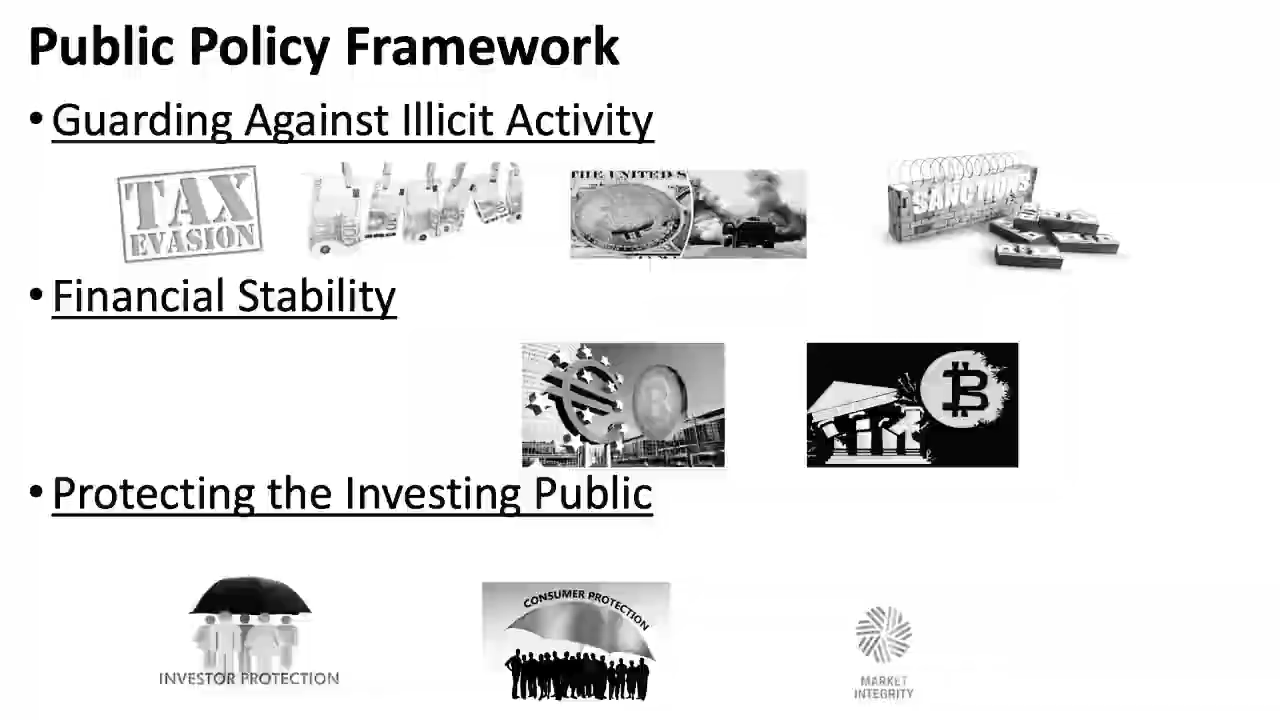 Public Policy Framework
• Guarding Against Illicit Activity
TAX
EVASION
THE UNITED S
SANCTIONS
• Financial Stability
• Protecting the Investing Public
INVESTOR PROTECTION
CONSUMER PROTECTION
MARKET
INTEGRITY